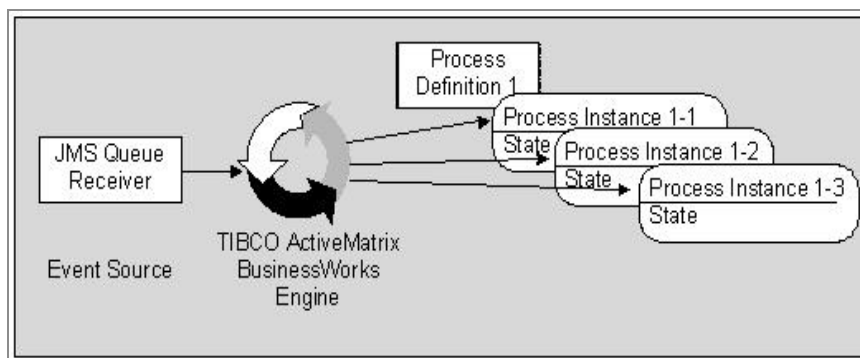 Process
Definition 1
Process Instance 1-1
State
Process Instance 1-2
State
Process Instance 1-3
State
JMS Queue
Receiver
TIBCO ActiveMatrix
BusinessWorks
Engine
Event Source